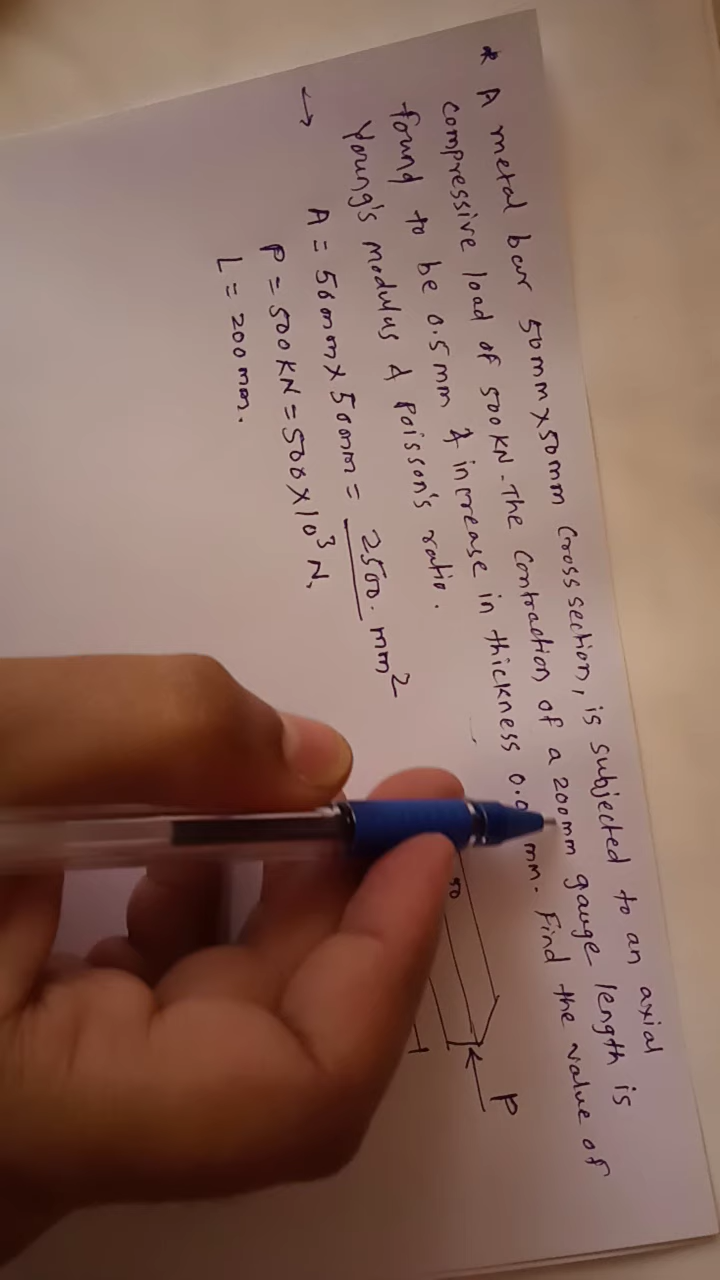 * A metal bar 50mm x 50mm Cross section, is subjected to an axial
compressive load of 500 kN. The Contraction of a 200mm gauge length is
found to be 0.5mm & increase in thickness mm. Find the value of
Young's modulus & Poisson's ratio.
→ A = 50mm x 50mm = 2500. mm²
P = 500 KN = 500 x 10³ N.
L = 200 mm.
50
P